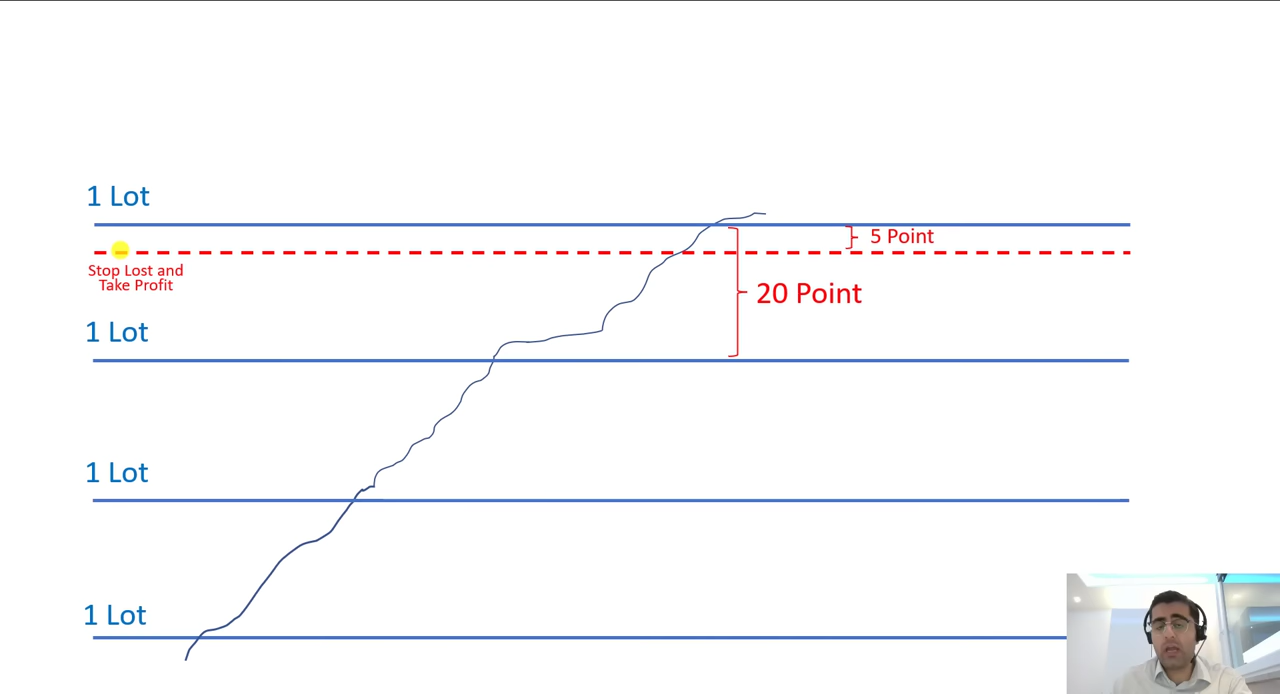 1 Lot
5 Point
Stop Lost and
Take Profit
20 Point
1 Lot
1 Lot
1 Lot